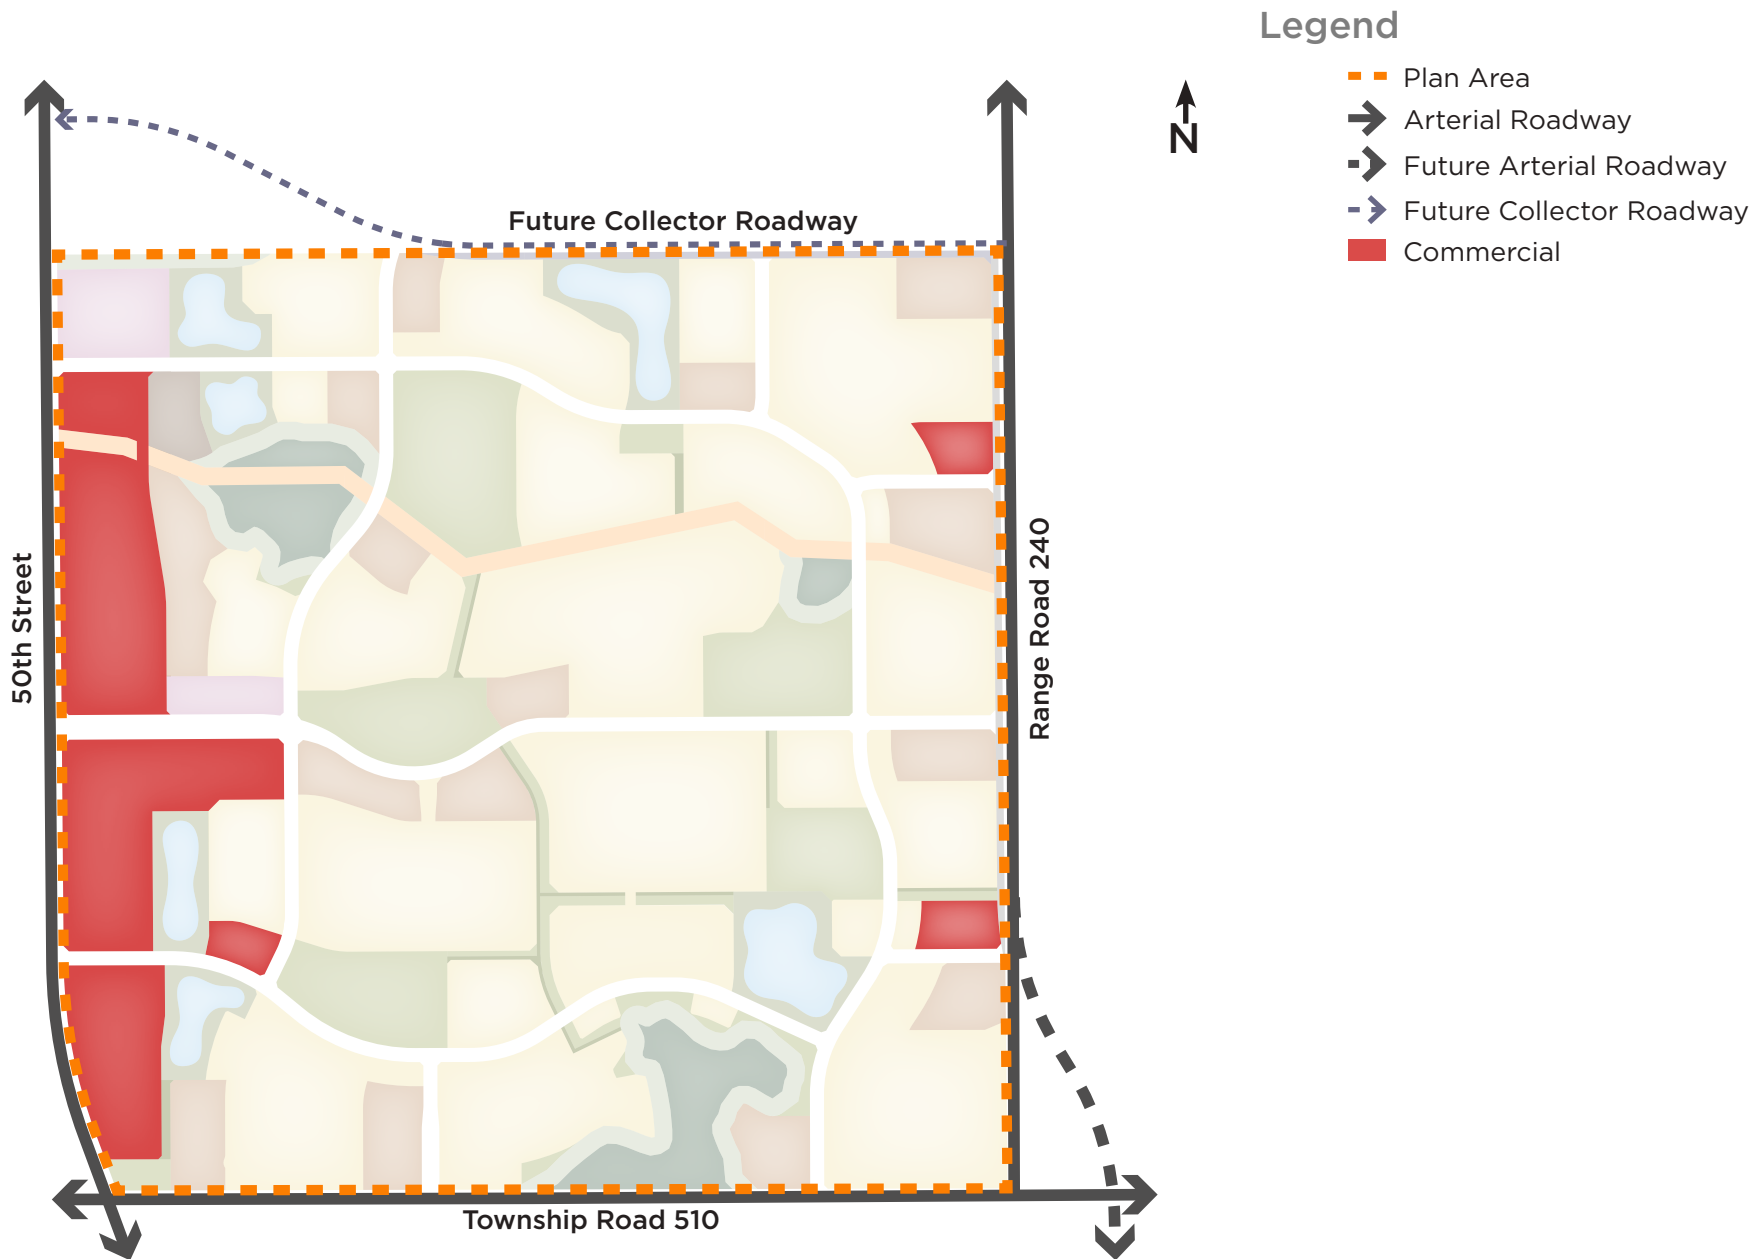 Legend
Plan Area
Arterial Roadway
Future Arterial Roadway
Future Collector Roadway
Commercial
N
Future Collector Roadway
50th Street
Range Road 240
Township Road 510